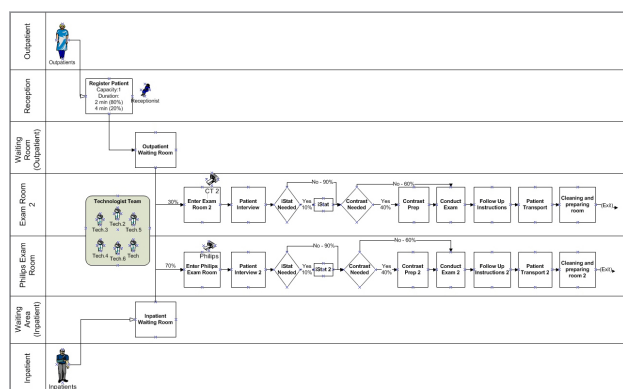 Outpatient
Outpatients
Reception
Register Patient
Capacity:1
Duration:
2 min (80%)
4 min (20%)
Receptionist
Waiting
Room
(Outpatient)
Outpatient
Waiting Room
Exam Room
2
Technologist Team
Tech.3
Tech.2
Tech.5
Tech.4
Tech.6
Tech
30%
CT 2
Enter Exam
Room 2
Patient
Interview
iStat
Needed
No - 90%
Yes
10%
iStat
Contrast
Needed
No - 60%
Yes
40%
Contrast
Prep
Conduct
Exam
Follow Up
Instructions
Patient
Transport
Cleaning and
preparing
room
(Exit)
Philips Exam
Room
70%
Philips
Enter Philips
Exam Room
Patient
Interview 2
iStat
Needed
No - 90%
Yes
10%
iStat 2
Contrast
Needed
No - 60%
Yes
40%
Contrast
Prep 2
Conduct
Exam 2
Follow Up
Instructions 2
Patient
Transport 2
Cleaning and
preparing
room 2
(Exit)
Waiting
Area
(Inpatient)
Inpatient
Waiting Room
Inpatient
Inpatients